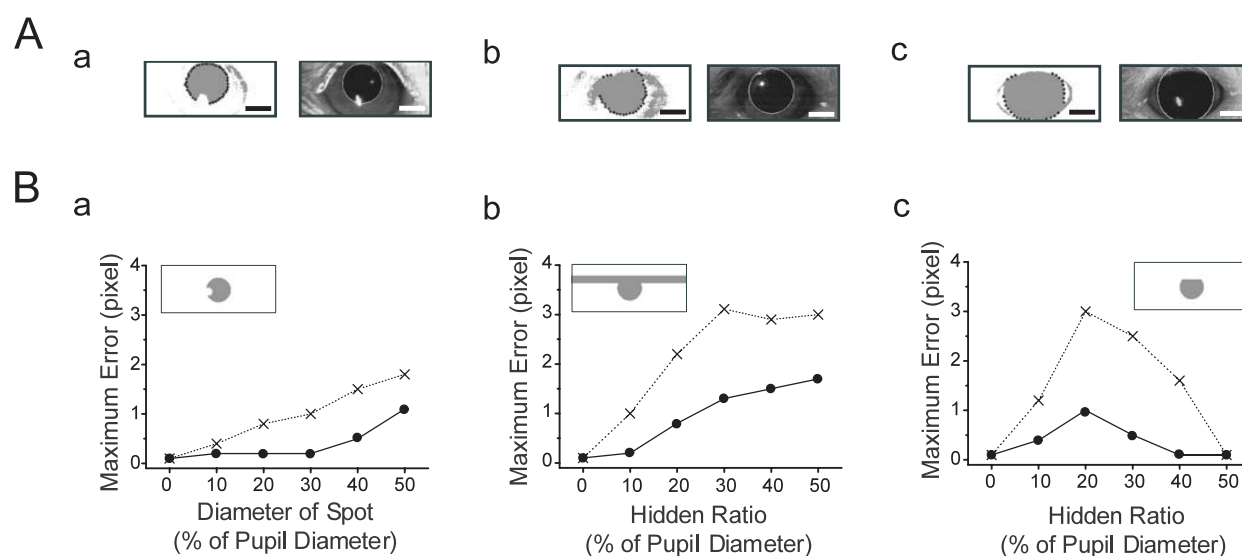 A
a
b
c
B
a
b
c
Maximum Error (pixel)
4
3
2
1
0
0 10 20 30 40 50
Diameter of Spot
(% of Pupil Diameter)
Maximum Error (pixel)
4
3
2
1
0
0 10 20 30 40 50
Hidden Ratio
(% of Pupil Diameter)
Maximum Error (pixel)
4
3
2
1
0
0 10 20 30 40 50
Hidden Ratio
(% of Pupil Diameter)